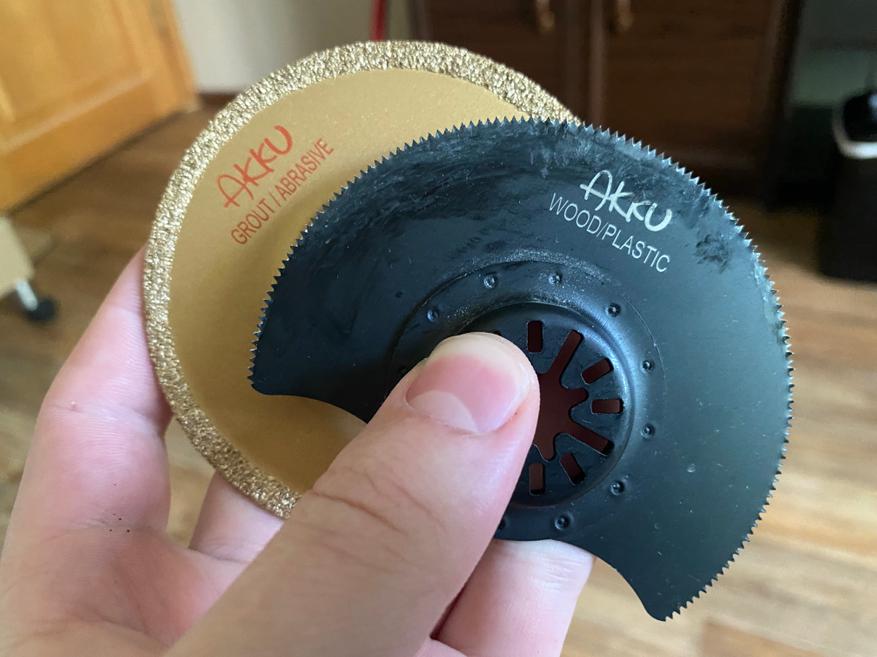 AKKU
GROUT / ABRASIVE
AKKU
WOOD/PLASTIC